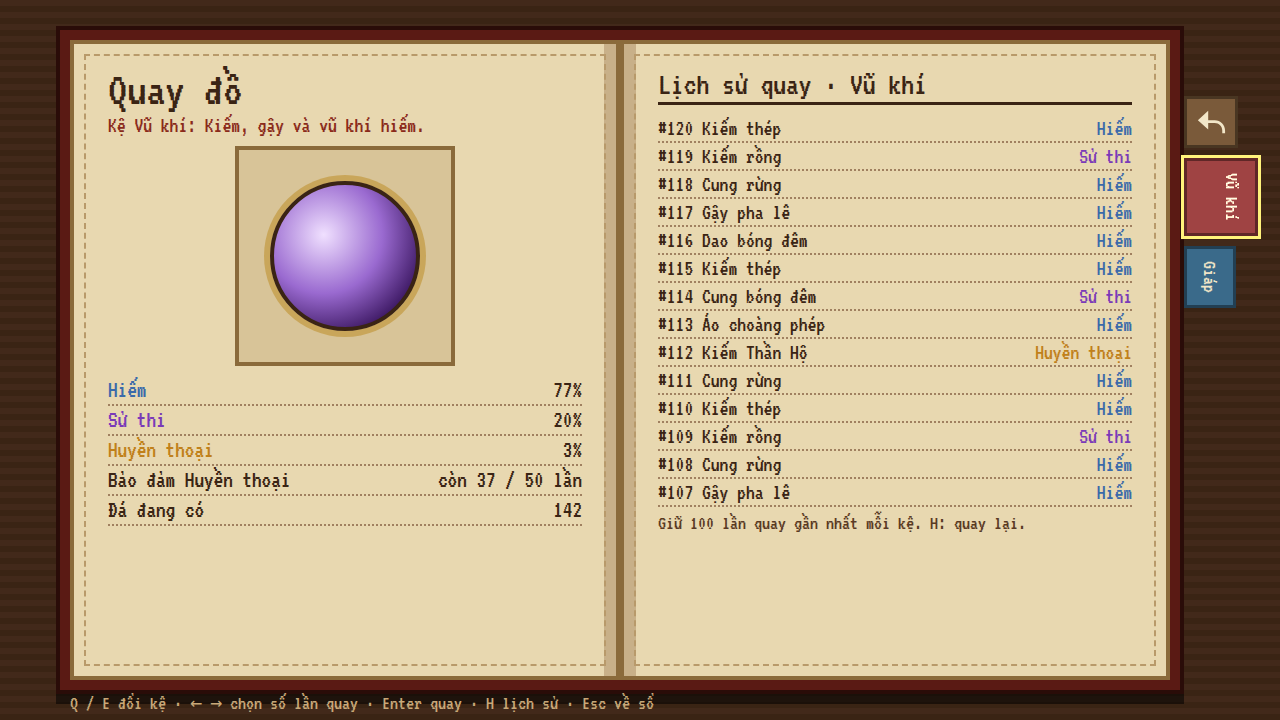 Quay đồ
Kệ Vũ khí: Kiếm, gậy và vũ khí hiếm.
Hiếm 77%
Sử thi 20%
Huyền thoại 3%
Bảo đảm Huyền thoại còn 37 / 50 lần
Đá đang có 142
Lịch sử quay · Vũ khí
#120 Kiếm thép Hiếm
#119 Kiếm rồng Sử thi
#118 Cung rừng Hiếm
#117 Gậy pha lê Hiếm
#116 Dao bóng đêm Hiếm
#115 Kiếm thép Hiếm
#114 Cung bóng đêm Sử thi
#113 Áo choàng phép Hiếm
#112 Kiếm Thần Hộ Huyền thoại
#111 Cung rừng Hiếm
#110 Kiếm thép Hiếm
#109 Kiếm rồng Sử thi
#108 Cung rừng Hiếm
#107 Gậy pha lê Hiếm
Giữ 100 lần quay gần nhất mỗi kệ. H: quay lại.
Vũ khí
Giáp
Q / E đổi kệ · ← → chọn số lần quay · Enter quay · H lịch sử · Esc về sổ